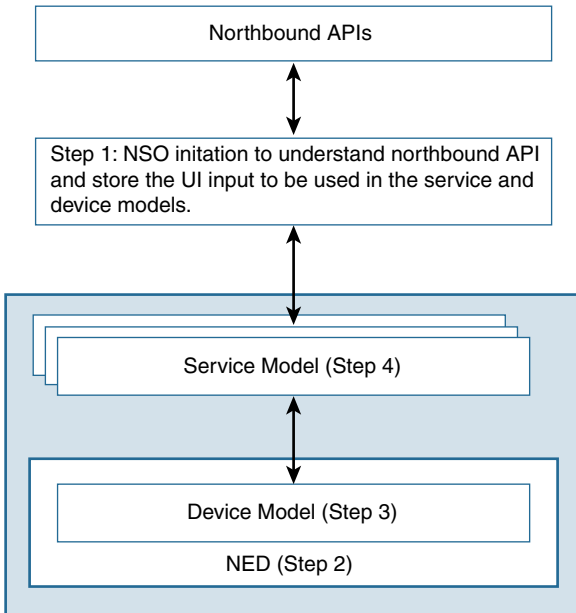 Northbound APIs
Step 1: NSO initation to understand northbound API
and store the UI input to be used in the service and
device models.
Service Model (Step 4)
Device Model (Step 3)
NED (Step 2)